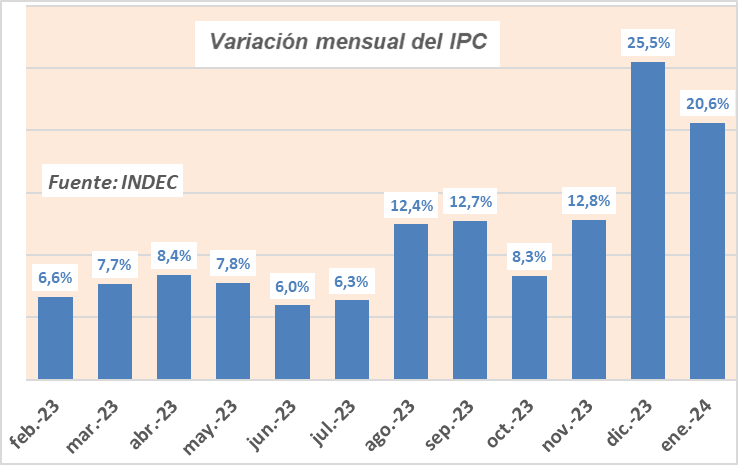 Variación mensual del IPC
Fuente: INDEC
6,6%
7,7%
8,4%
7,8%
6,0%
6,3%
12,4%
12,7%
8,3%
12,8%
25,5%
20,6%
feb.-23
mar.-23
abr.-23
may.-23
jun.-23
jul.-23
ago.-23
sep.-23
oct.-23
nov.-23
dic.-23
ene.-24